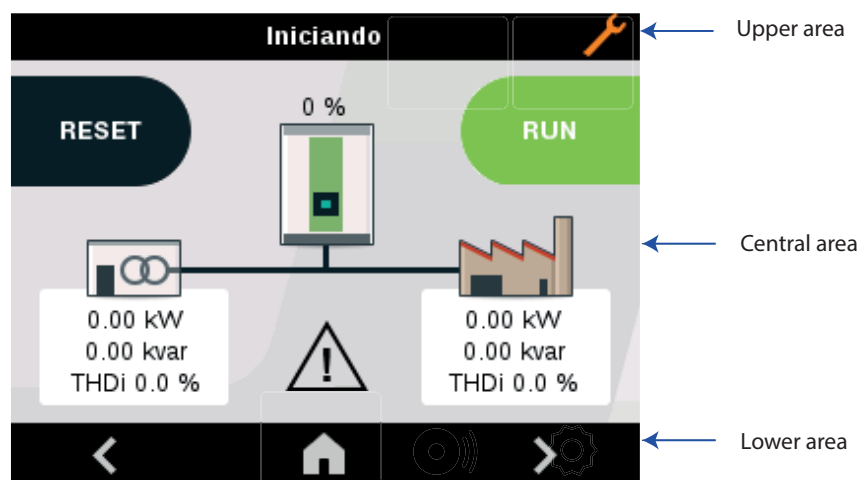 Iniciando
Upper area
0 %
RESET
RUN
Central area
0.00 kW
0.00 kvar
THDi 0.0 %
0.00 kW
0.00 kvar
THDi 0.0 %
Lower area